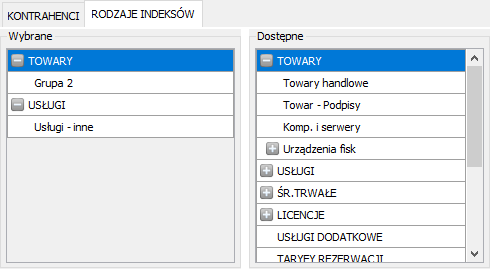 KONTRAHENCI RODZAJE INDEKSÓW
Wybrane
TOWARY
Grupa 2
USŁUGI
Usługi - inne
Dostępne
TOWARY
Towary handlowe
Towar - Podpisy
Komp. i serwery
Urządzenia fisk
USŁUGI
ŚR.TRWAŁE
LICENCJE
USŁUGI DODATKOWE
TARYFY REZERWACJI